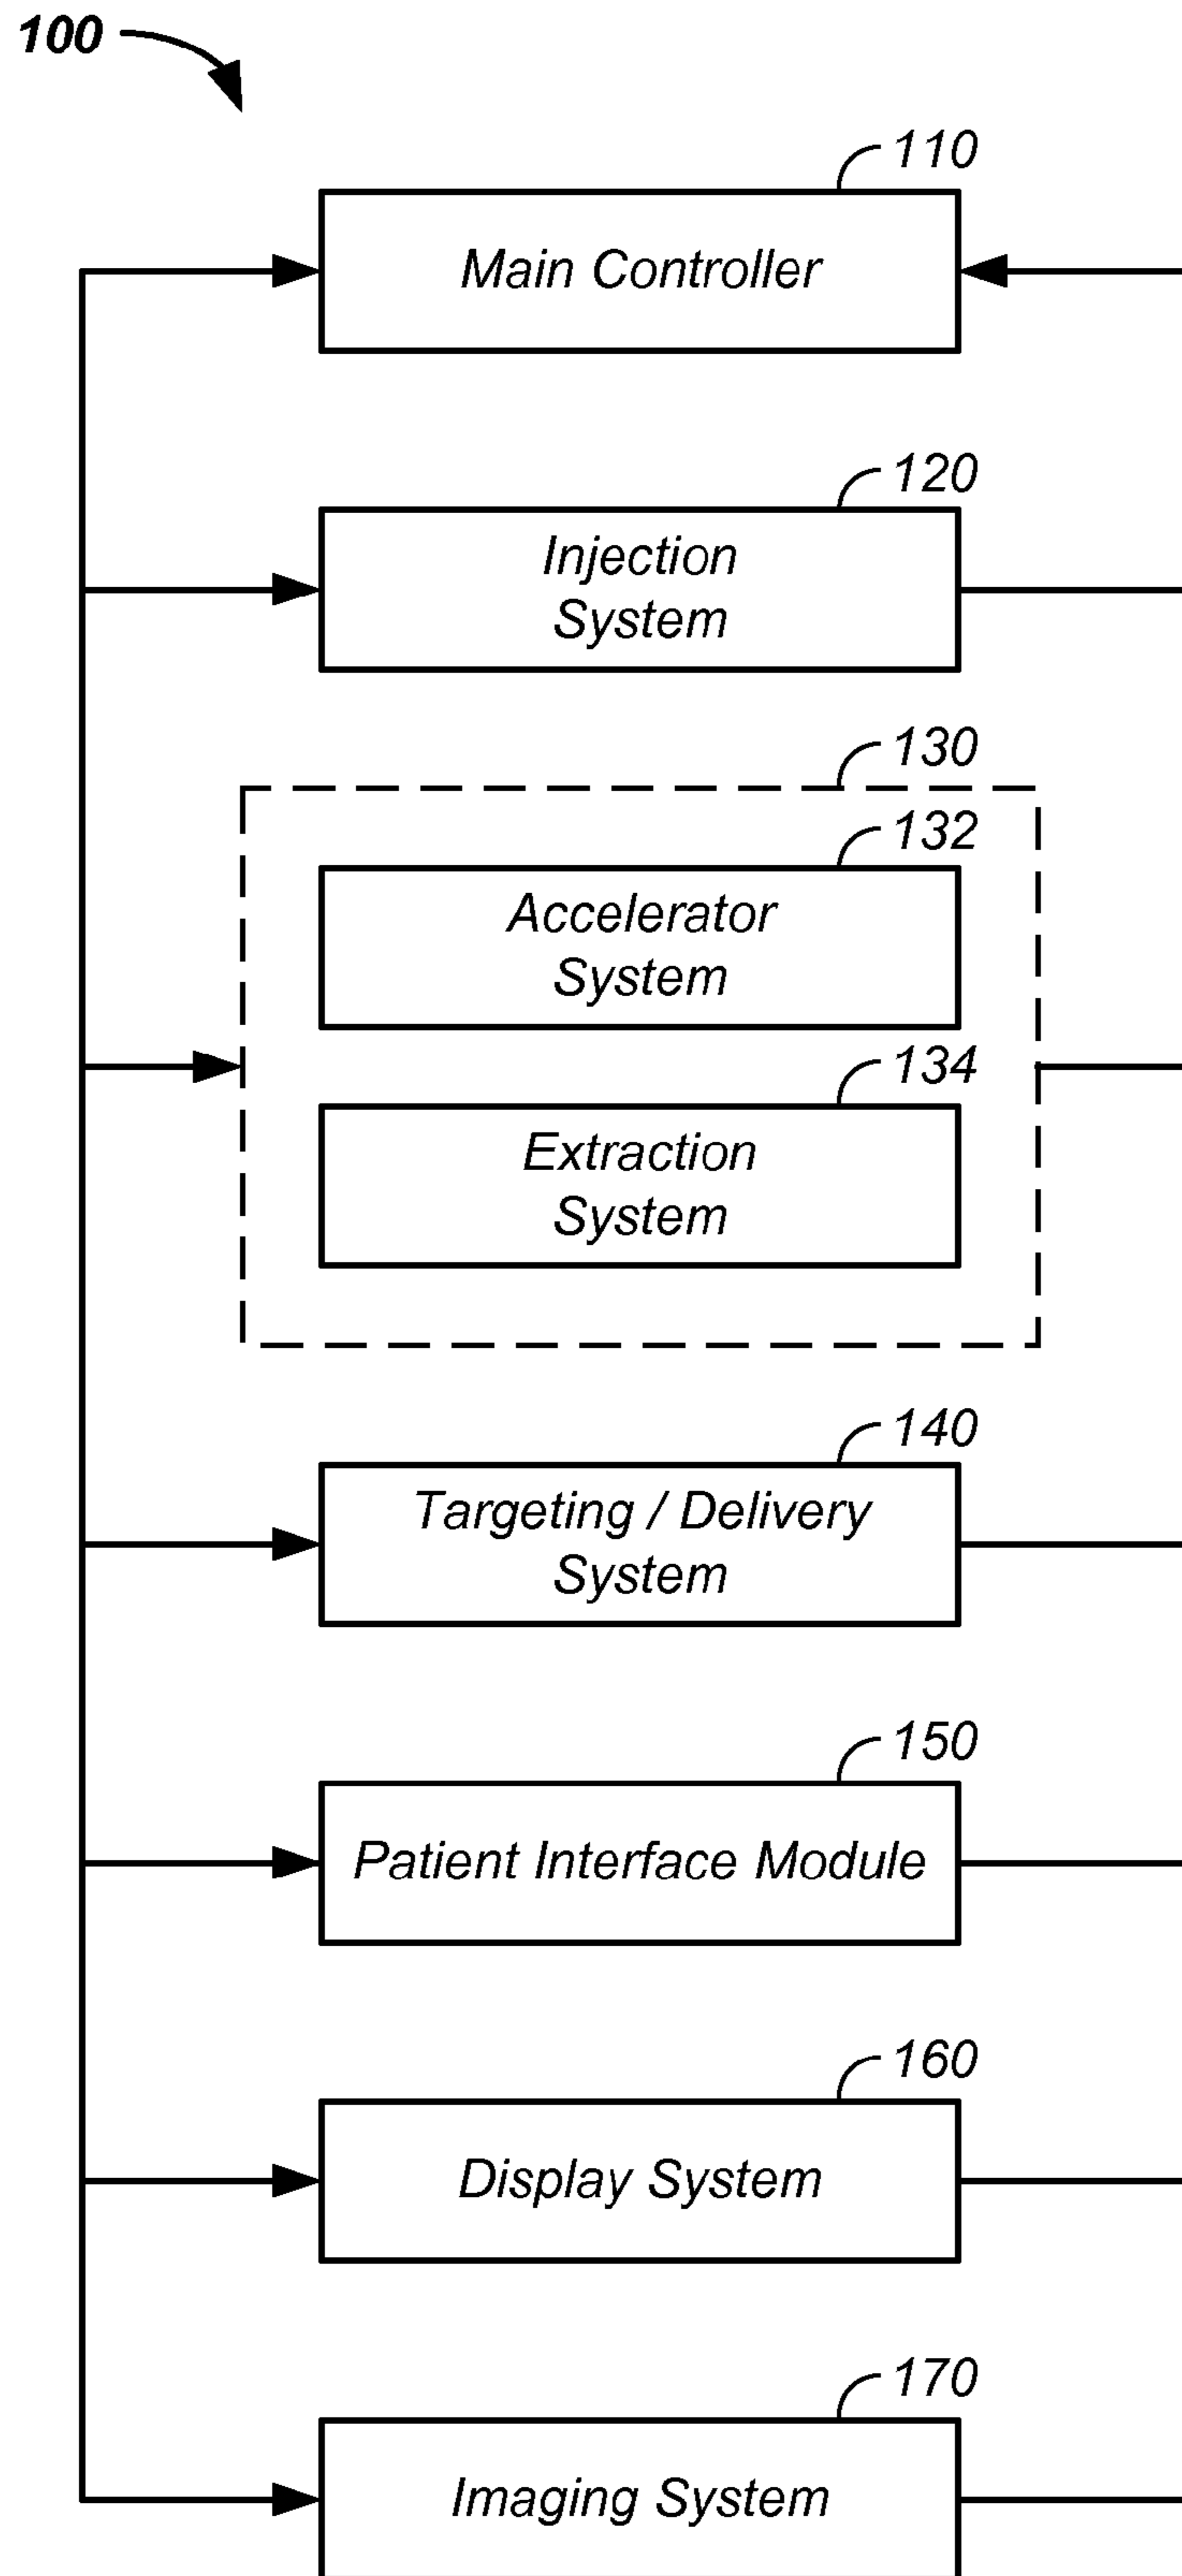 100
110
Main Controller
120
Injection
System
130
132
Accelerator
System
134
Extraction
System
140
Targeting / Delivery
System
150
Patient Interface Module
160
Display System
170
Imaging System